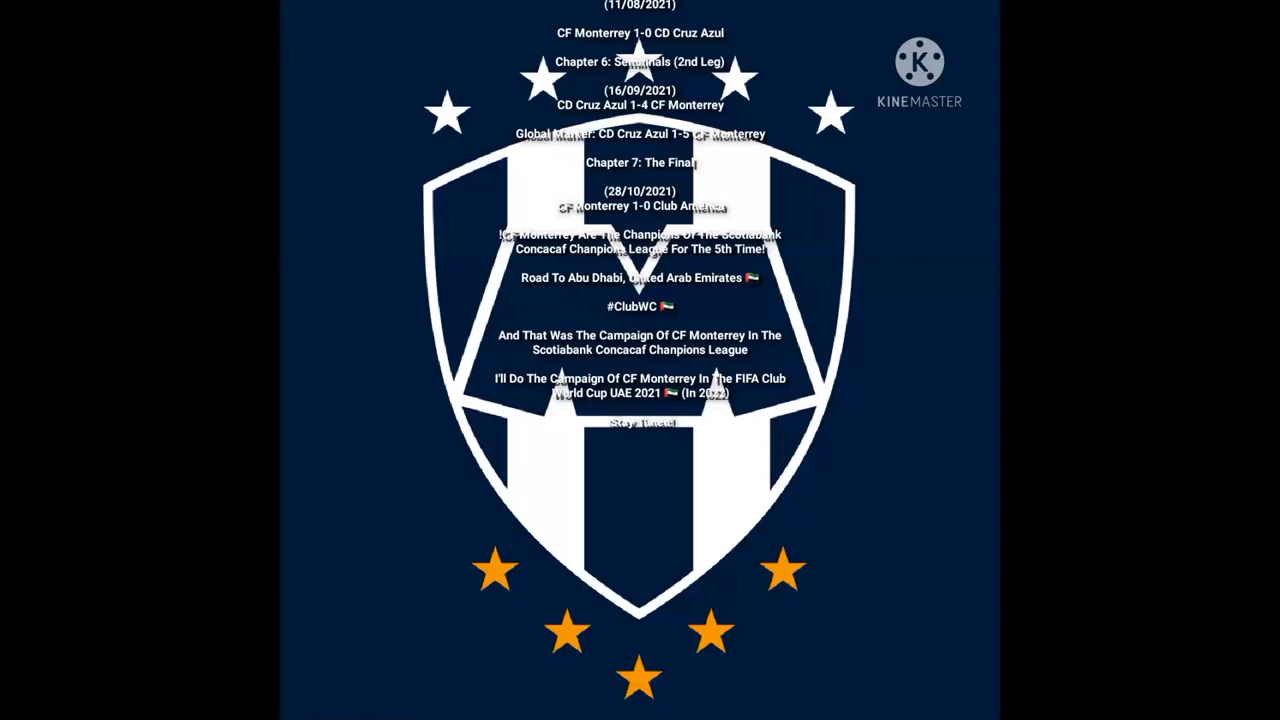 (11/08/2021)
CF Monterrey 1-0 CD Cruz Azul
Chapter 6: Semifinals (2nd Leg)
(16/09/2021)
CD Cruz Azul 1-4 CF Monterrey
Global Marker: CD Cruz Azul 1-5 CF Monterrey
Chapter 7: The Final
(28/10/2021)
CF Monterrey 1-0 Club America
!CF Monterrey Are The Chanpions Of The Scotiabank
Concacaf Chanpions League For The 5th Time!
Road To Abu Dhabi, United Arab Emirates 🇦🇪
#ClubWC 🇦🇪
And That Was The Campaign Of CF Monterrey In The
Scotiabank Concacaf Chanpions League
I'll Do The Campaign Of CF Monterrey In The FIFA Club
World Cup UAE 2021 🇦🇪 (In 2022)
Stay Tuned!
K
KINEMASTER